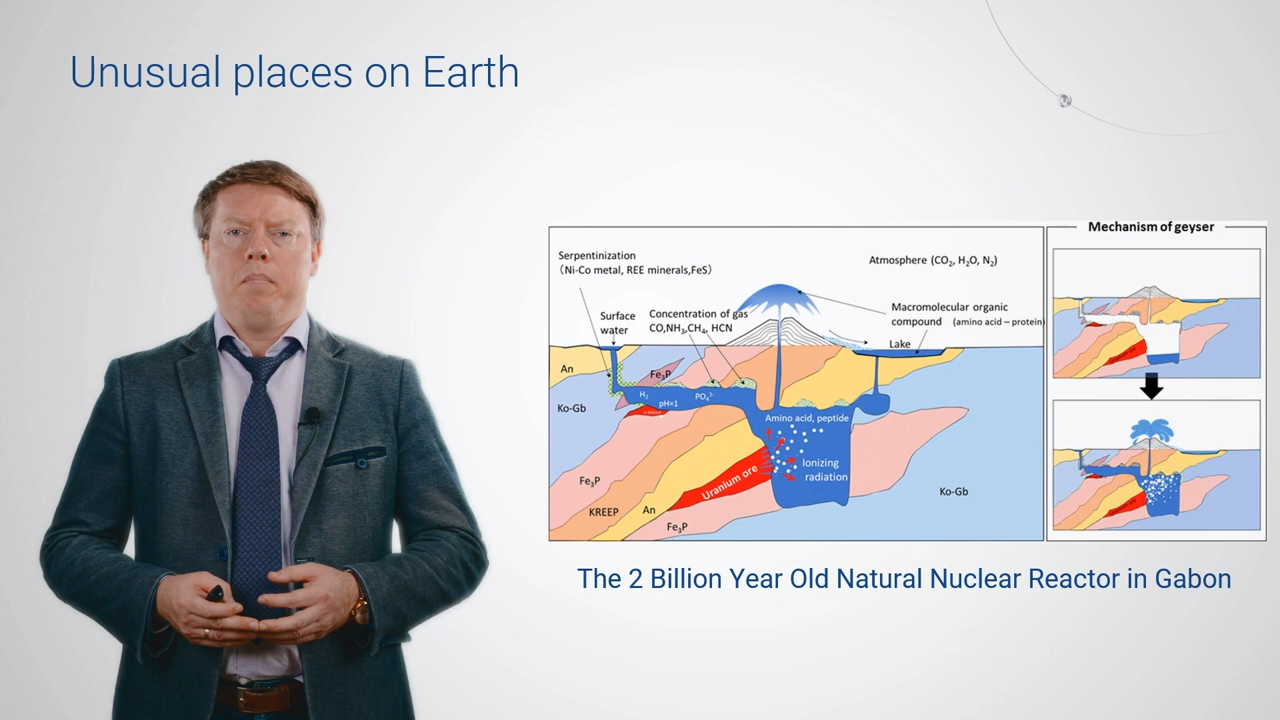 Unusual places on Earth
Mechanism of geyser
Serpentinization
(Ni-Co metal, REE minerals,FeS)
Atmosphere (CO₂, H₂O, N₂)
Surface
water
Concentration of gas
CO,NH₃,CH₄, HCN
Macromolecular organic
compound (amino acid – protein)
Lake
An
Fe₃P
Ko-Gb
H₂
pH=1
PO₄³⁻
Amino acid, peptide
Ionizing
radiation
Uranium ore
Fe₃P
KREEP
An
Fe₃P
Ko-Gb
The 2 Billion Year Old Natural Nuclear Reactor in Gabon